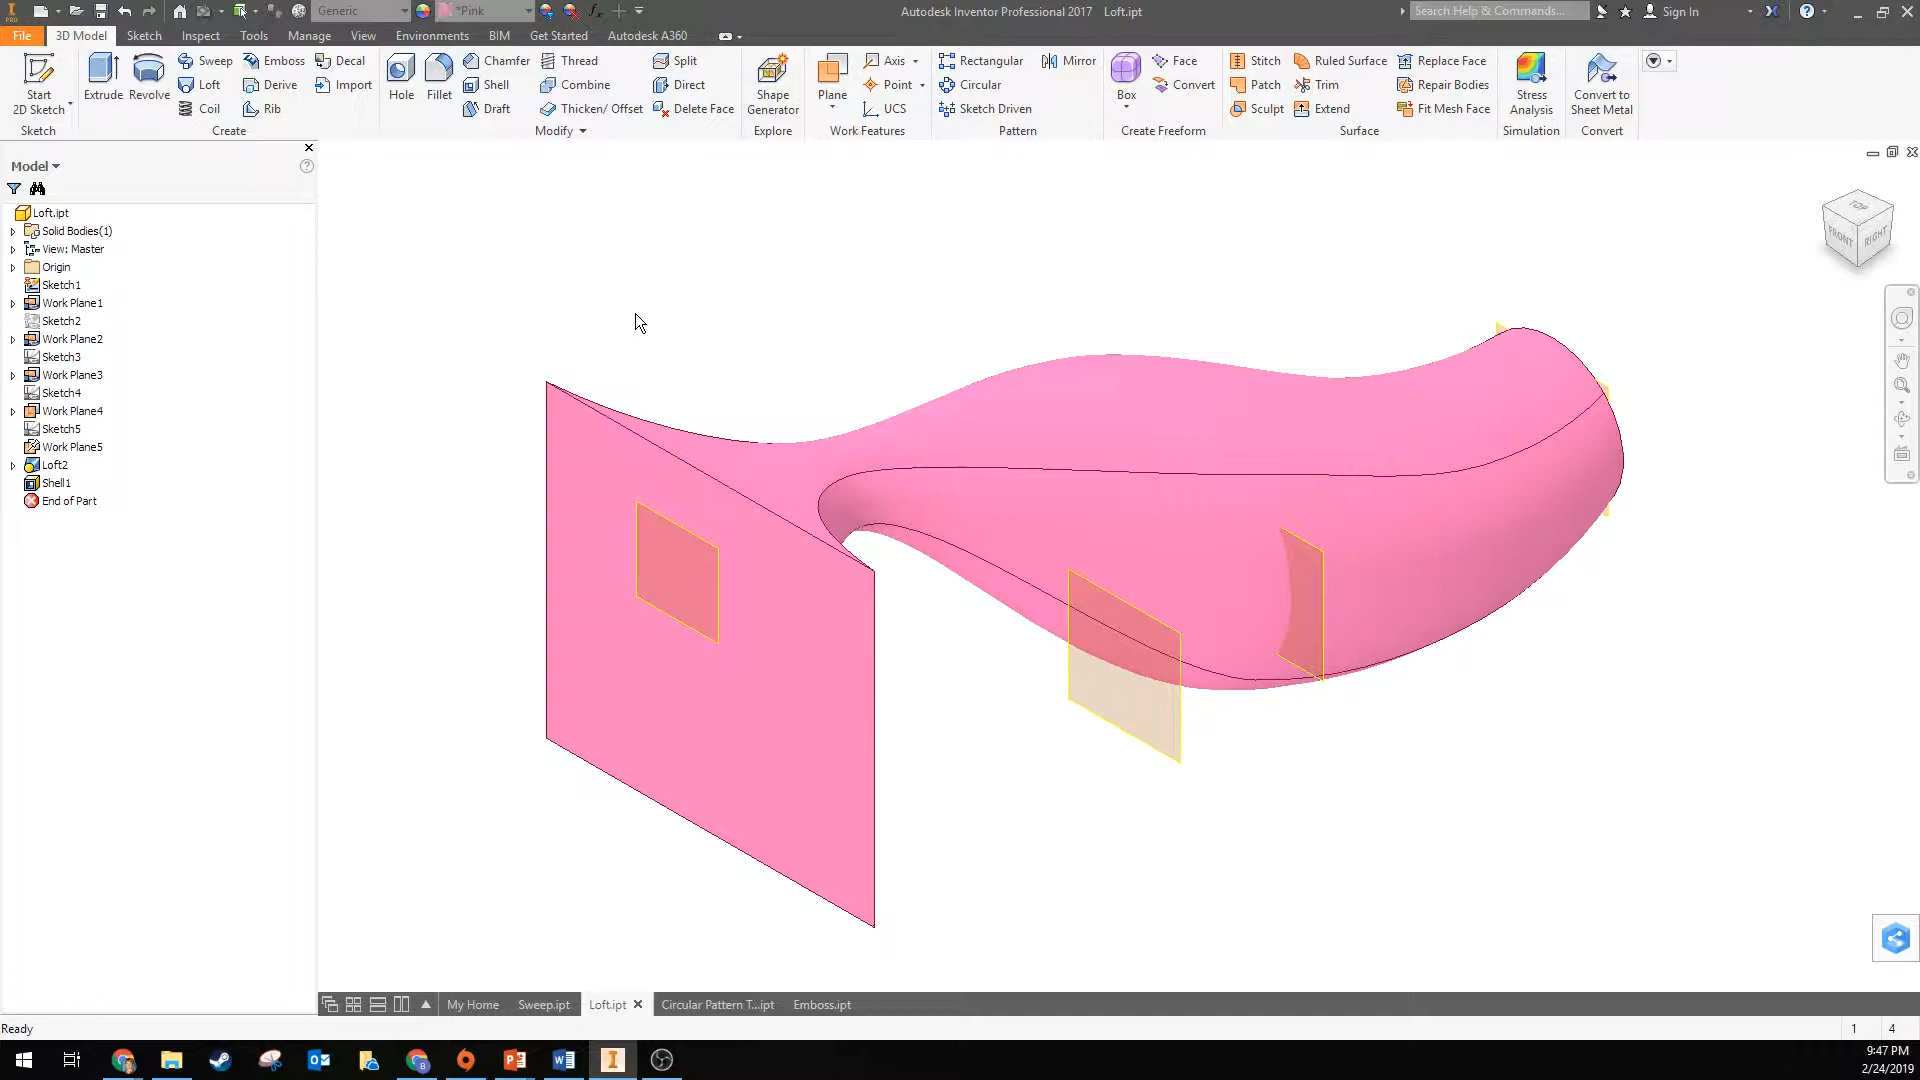 Generic
*Pink
Autodesk Inventor Professional 2017 Loft.ipt
Search Help & Commands...
Sign In
PRO
File 3D Model Sketch Inspect Tools Manage View Environments BIM Get Started Autodesk A360
Start
2D Sketch
Sketch
Extrude
Revolve
Sweep
Loft
Coil
Emboss
Derive
Rib
Decal
Import
Create
Hole
Fillet
Chamfer
Shell
Draft
Thread
Combine
Thicken/ Offset
Split
Direct
Delete Face
Modify
Shape
Generator
Explore
Plane
Axis
Point
UCS
Work Features
Rectangular
Circular
Sketch Driven
Mirror
Pattern
Box
Face
Convert
Create Freeform
Stitch
Patch
Sculpt
Ruled Surface
Trim
Extend
Replace Face
Repair Bodies
Fit Mesh Face
Surface
Stress
Analysis
Simulation
Convert to
Sheet Metal
Convert
Model
Loft.ipt
Solid Bodies(1)
View: Master
Origin
Sketch1
Work Plane1
Sketch2
Work Plane2
Sketch3
Work Plane3
Sketch4
Work Plane4
Sketch5
Work Plane5
Loft2
Shell1
End of Part
TOP
FRONT
RIGHT
My Home Sweep.ipt Loft.ipt Circular Pattern T...ipt Emboss.ipt
Ready
1 4
9:47 PM
2/24/2019